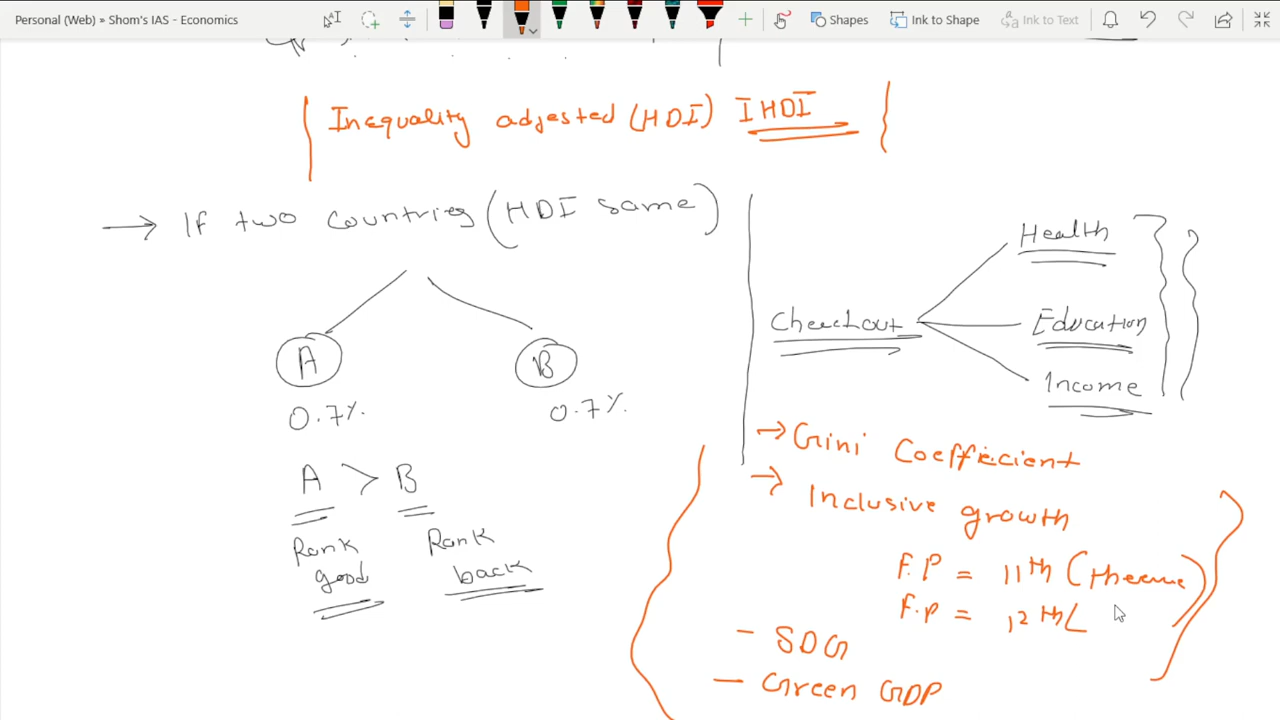 Personal (Web) » Shom's IAS - Economics
Shapes
Ink to Shape
Ink to Text
Inequality adjested (HDI) IHDI
→ If two countries (HDI same)
A
B
0.7%.
0.7%.
A > B
Rank good
Rank back
Checkout
Health
Education
Income
→ Gini Coefficient
→ Inclusive growth
F.P = 11th (theme)
F.P = 12th (
- SDG
- Green GDP